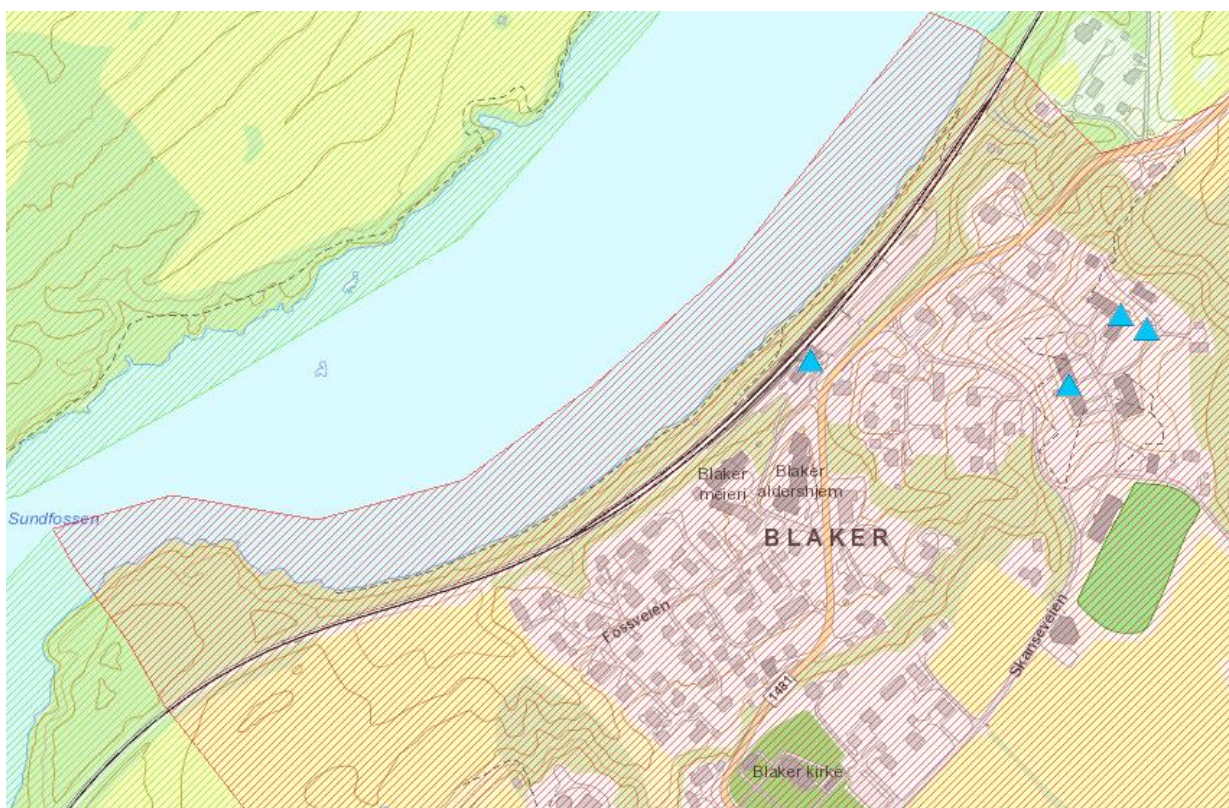 Sundfossen
Blaker
meieri
Blaker
aldershjem
BLAKER
Fossveien
Skanseveien
1481
Blaker kirke